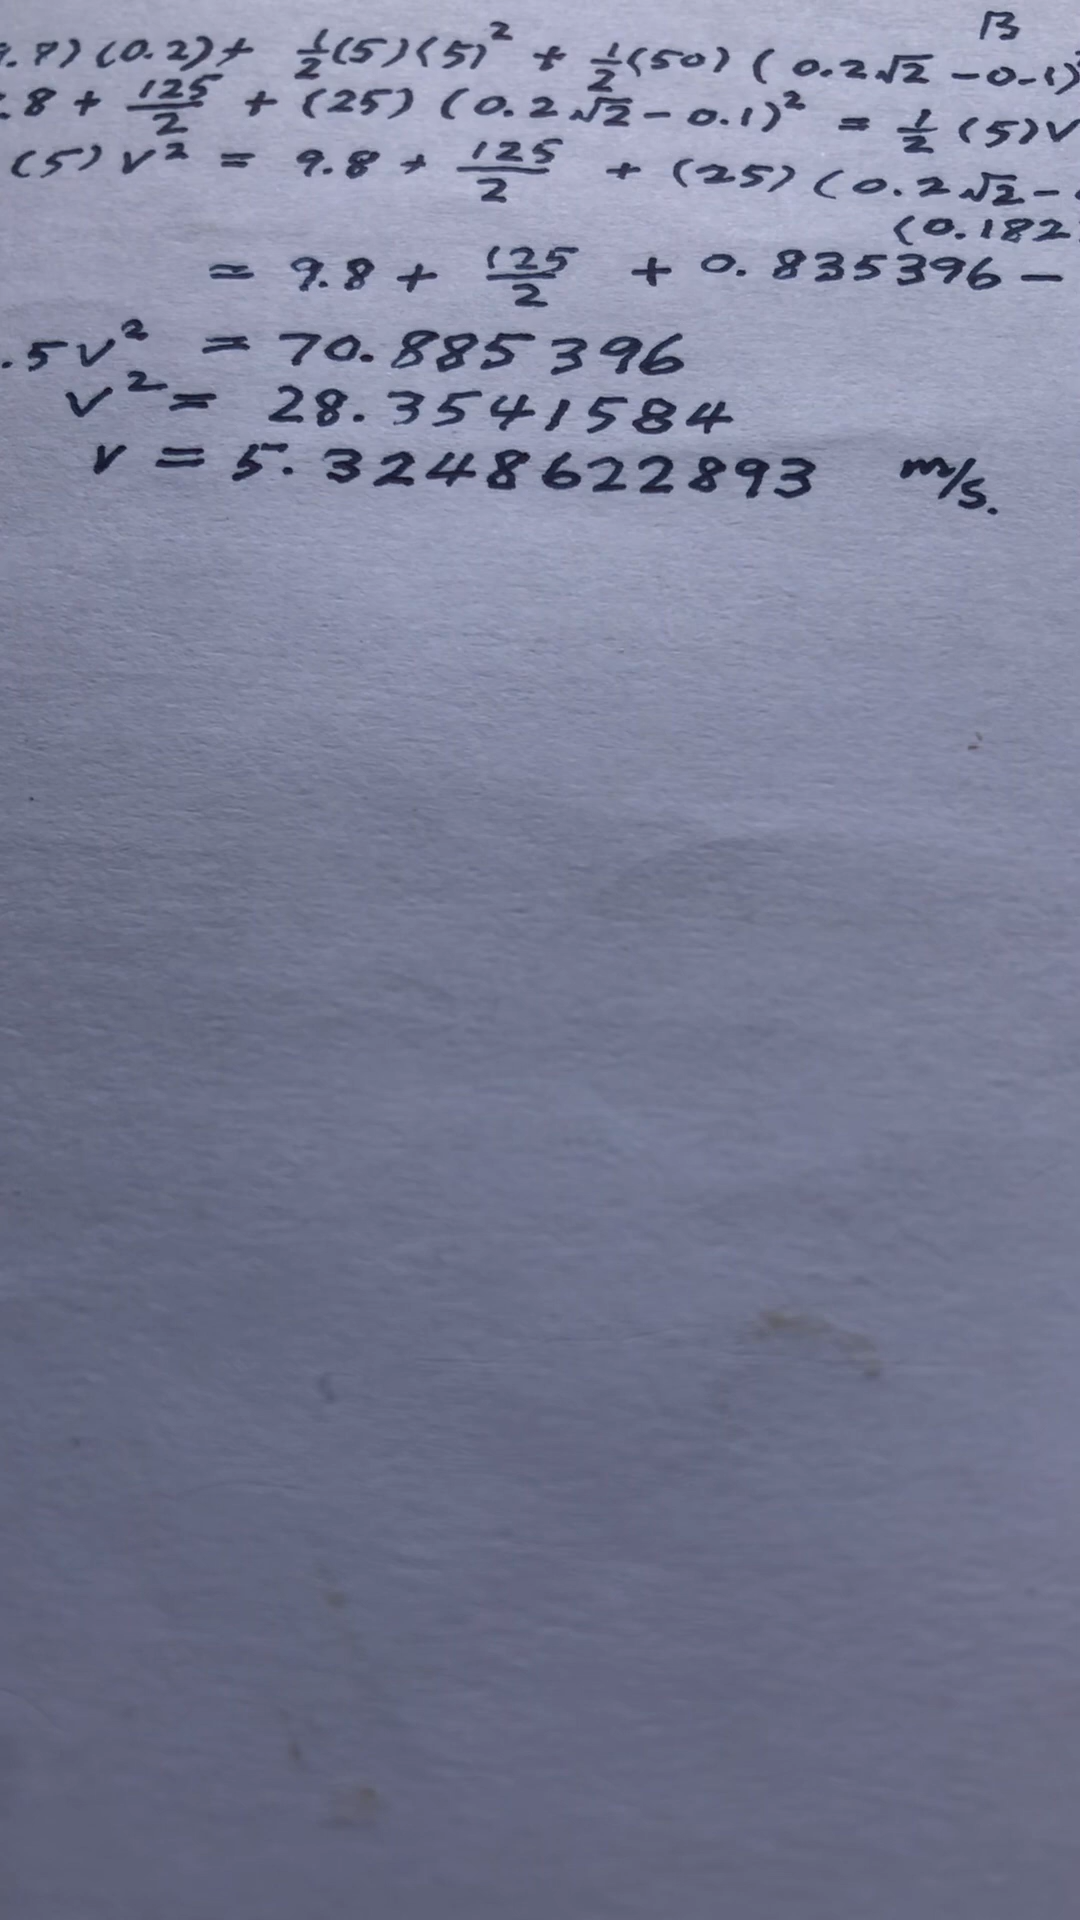 B
.8)(0.2)+ 1/2(5)(5)² + 1/2(50)(0.2√2 -0.1)²
.8 + 125/2 + (25)(0.2√2 - 0.1)² = 1/2 (5)v
(5)v² = 9.8 + 125/2 + (25)(0.2√2 -
(0.182
= 9.8 + 125/2 + 0.835396 -
.5v² = 70.885396
v² = 28.3541584
v = 5.3248622893 m/s.